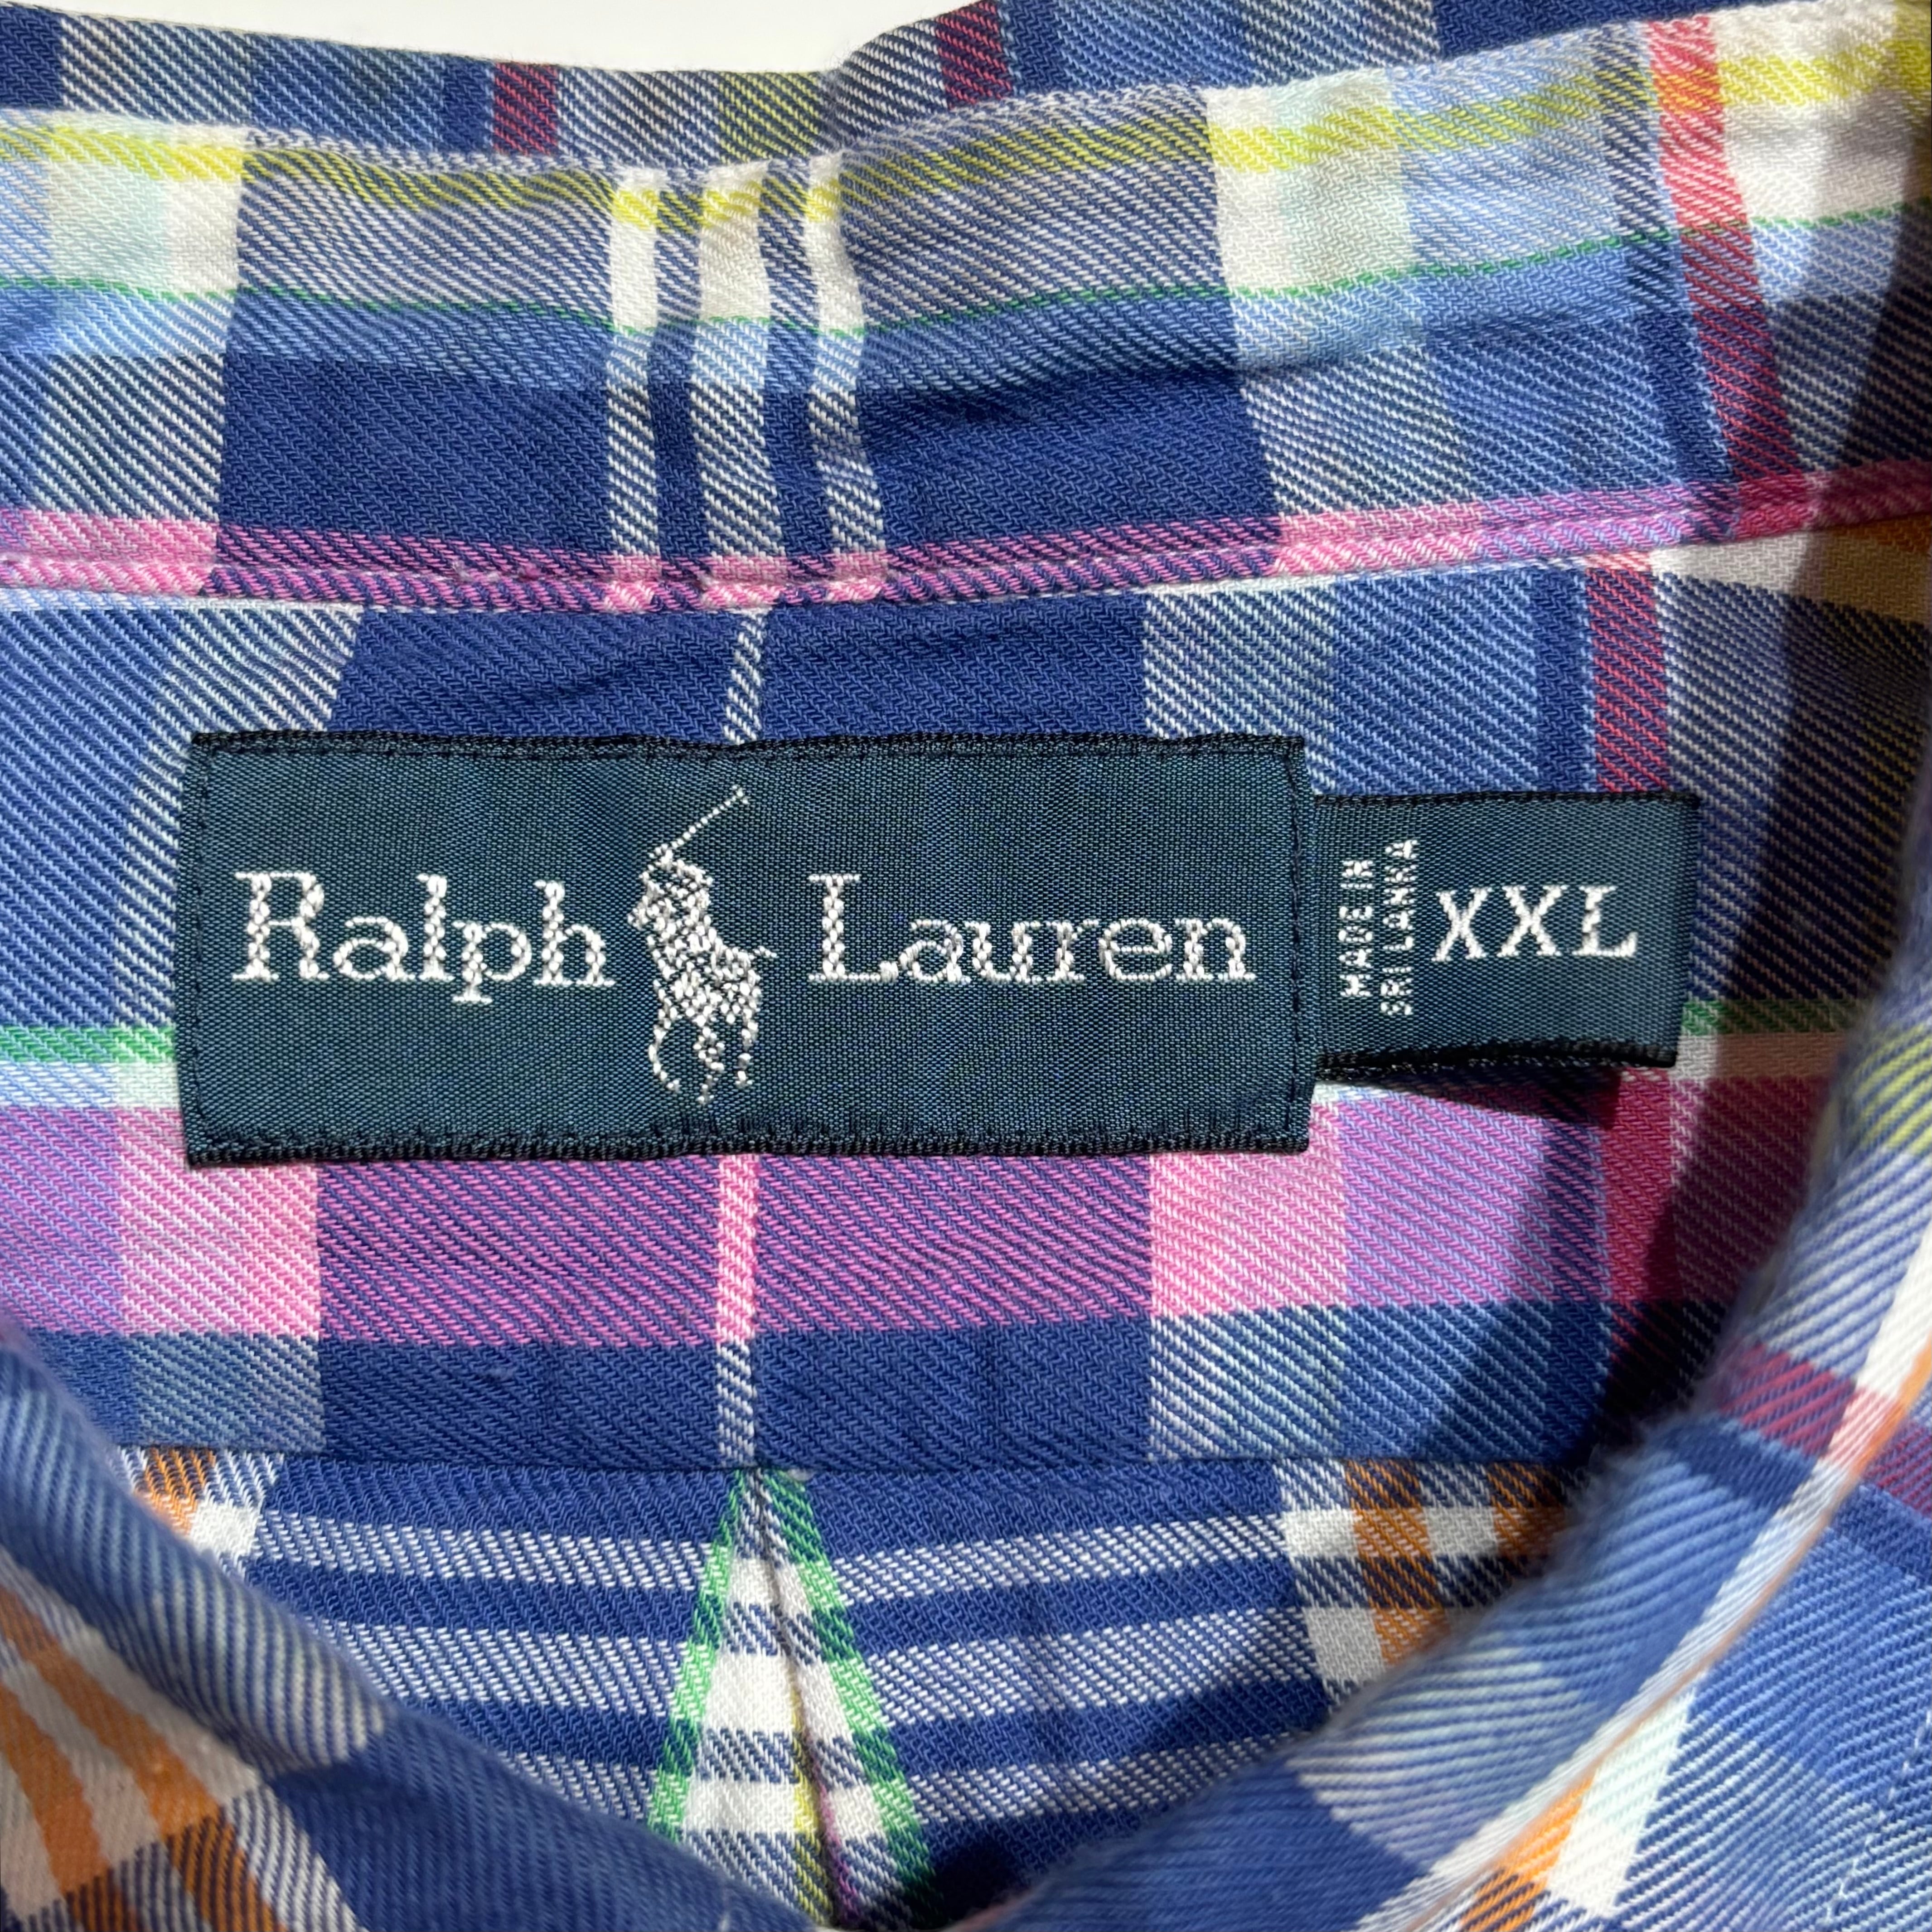 Ralph Lauren
MADE IN
SRI LANKA
XXL